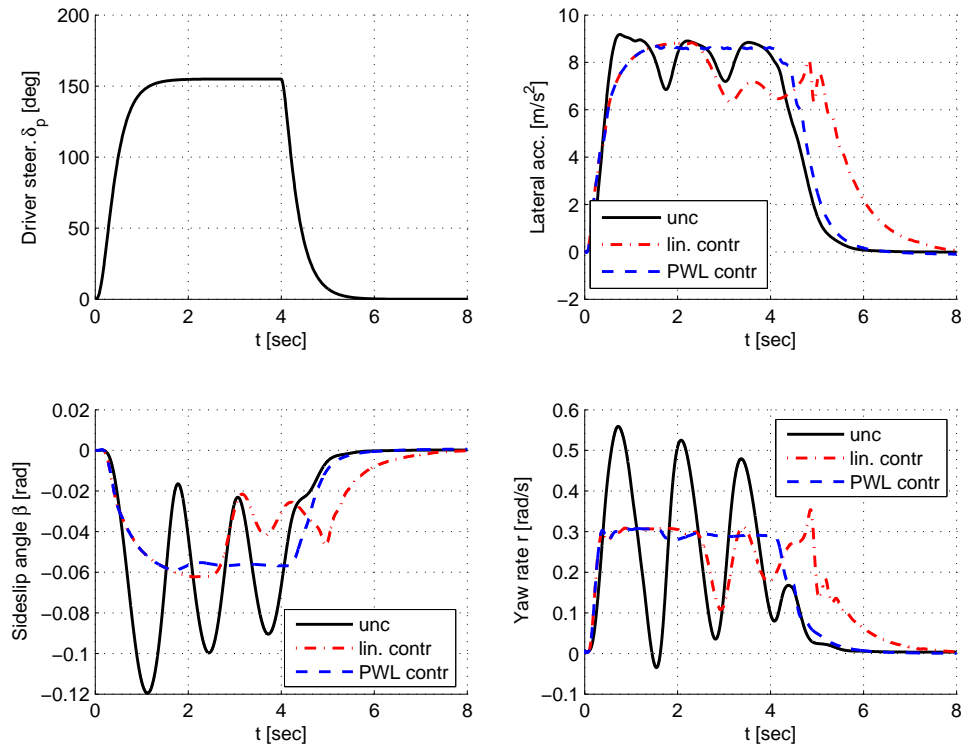 200
150
100
50
0
0
2
4
6
8
Driver steer. δp [deg]
t [sec]
10
8
6
4
2
0
−2
0
2
4
6
8
Lateral acc. [m/s²]
t [sec]
unc
lin. contr
PWL contr
0.02
0
−0.02
−0.04
−0.06
−0.08
−0.1
−0.12
0
2
4
6
8
Sideslip angle β [rad]
t [sec]
unc
lin. contr
PWL contr
0.6
0.5
0.4
0.3
0.2
0.1
0
−0.1
0
2
4
6
8
Yaw rate r [rad/s]
t [sec]
unc
lin. contr
PWL contr